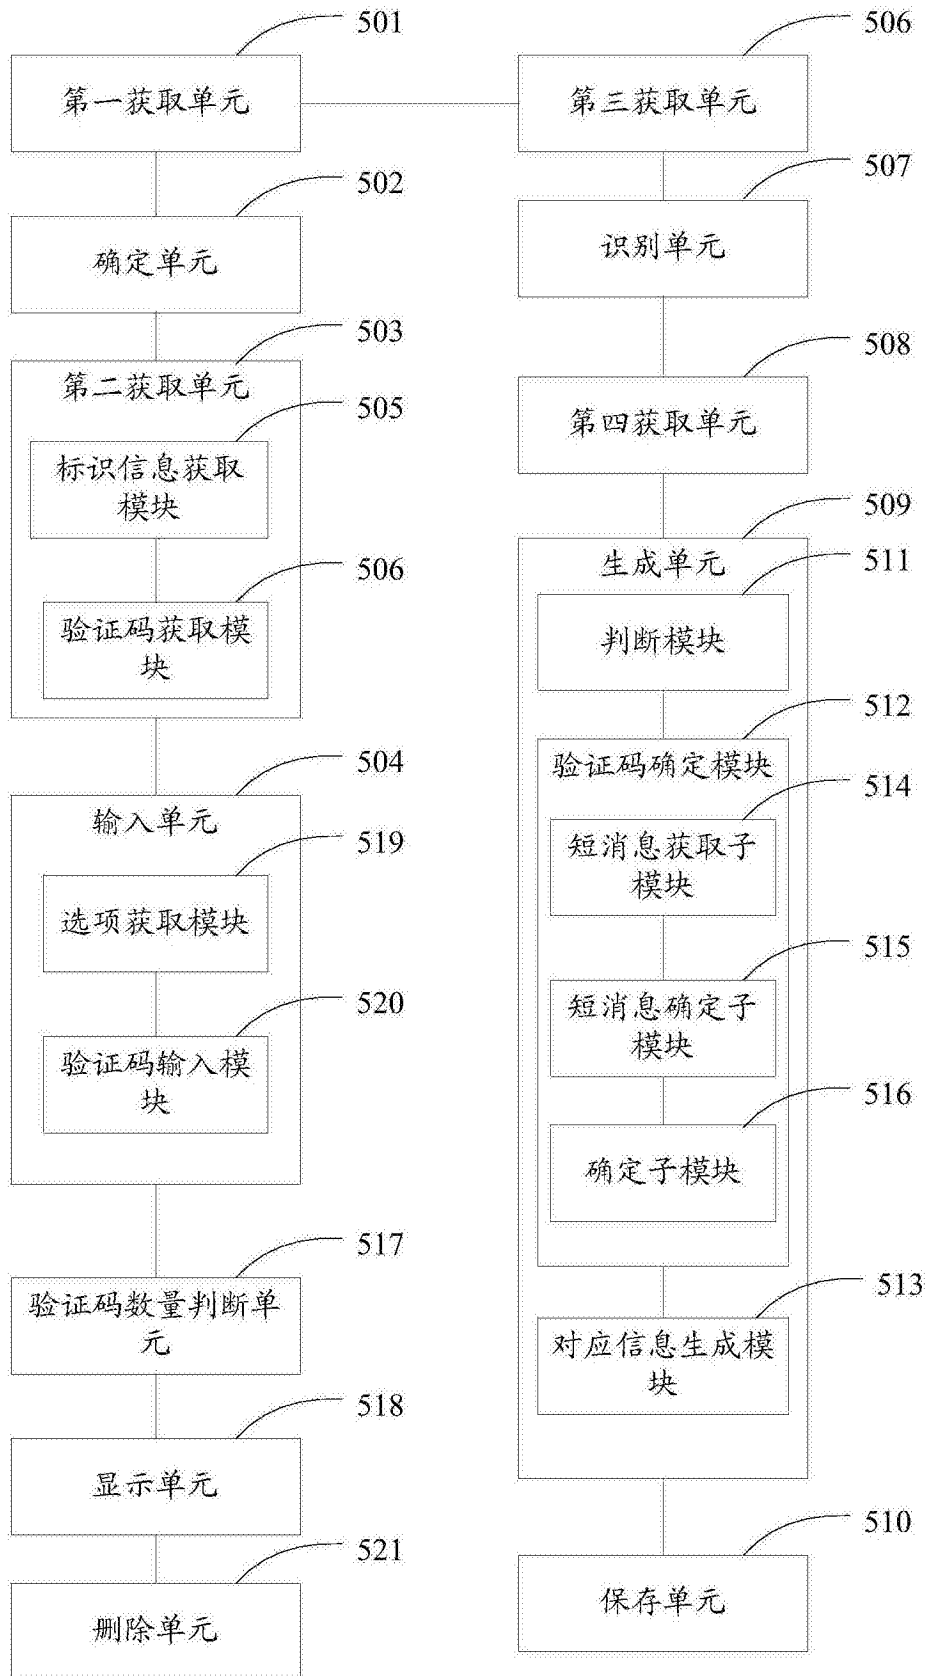 501
第一获取单元
502
确定单元
503
第二获取单元
505
标识信息获取
模块
506
验证码获取模
块
504
输入单元
519
选项获取模块
520
验证码输入模
块
517
验证码数量判断单
元
518
显示单元
521
删除单元
506
第三获取单元
507
识别单元
508
第四获取单元
509
生成单元
511
判断模块
512
验证码确定模块
514
短消息获取子
模块
515
短消息确定子
模块
516
确定子模块
513
对应信息生成模
块
510
保存单元